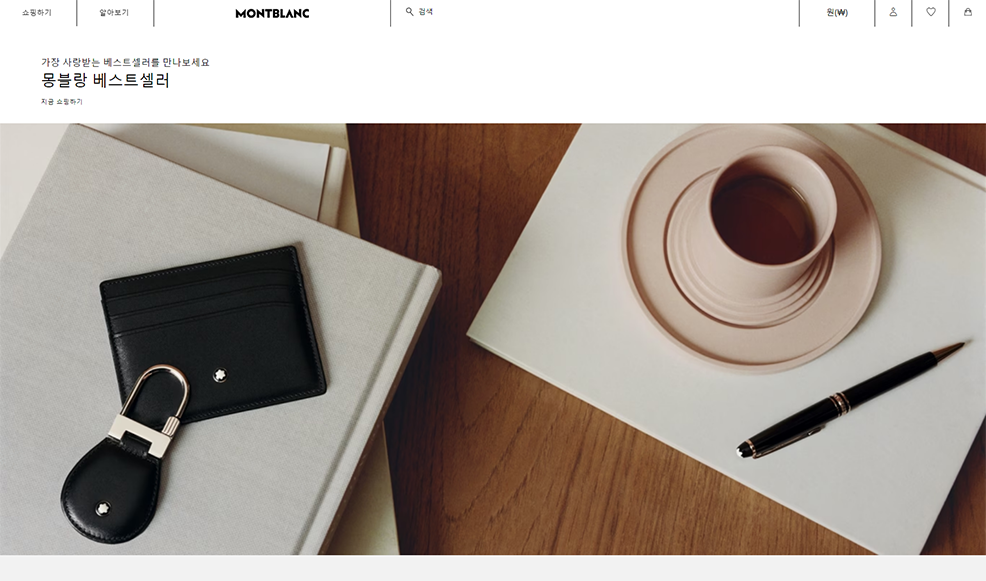 쇼핑하기
알아보기
MONTBLANC
검색
원(₩)
가장 사랑받는 베스트셀러를 만나보세요
몽블랑 베스트셀러
지금 쇼핑하기